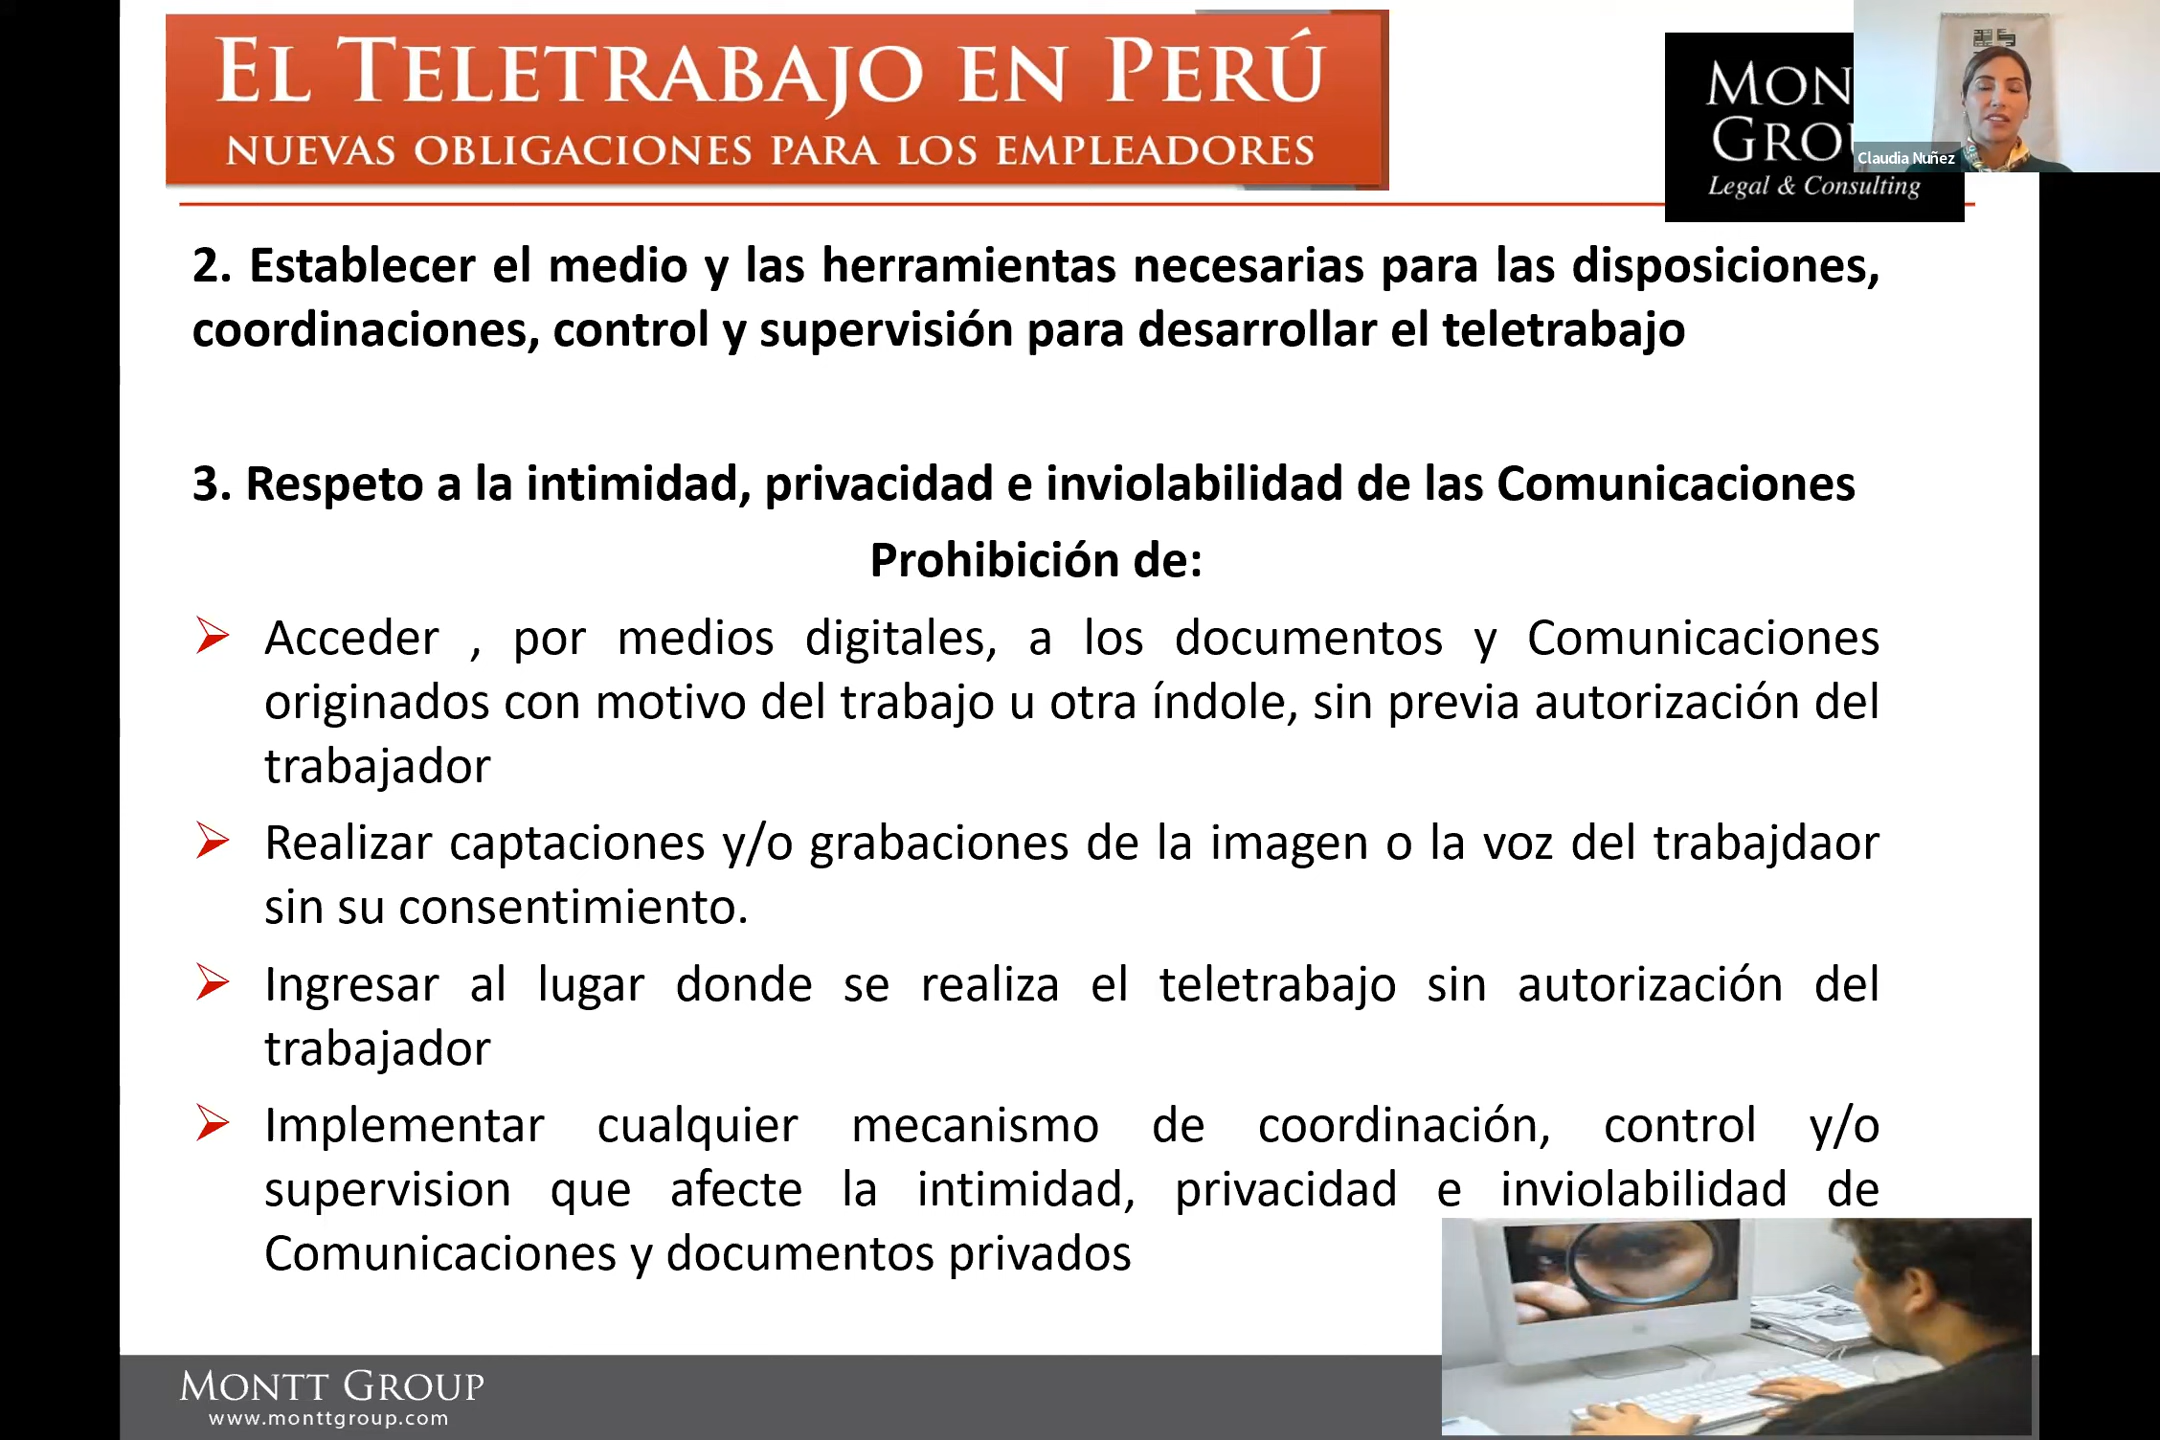 EL TELETRABAJO EN PERÚ
NUEVAS OBLIGACIONES PARA LOS EMPLEADORES
Legal & Consulting
Claudia Nuñez
2. Establecer el medio y las herramientas necesarias para las disposiciones,
coordinaciones, control y supervisión para desarrollar el teletrabajo
3. Respeto a la intimidad, privacidad e inviolabilidad de las Comunicaciones
Prohibición de:
Acceder , por medios digitales, a los documentos y Comunicaciones
originados con motivo del trabajo u otra índole, sin previa autorización del
trabajador
Realizar captaciones y/o grabaciones de la imagen o la voz del trabajdaor
sin su consentimiento.
Ingresar al lugar donde se realiza el teletrabajo sin autorización del
trabajador
Implementar cualquier mecanismo de coordinación, control y/o
supervision que afecte la intimidad, privacidad e inviolabilidad de
Comunicaciones y documentos privados
MONTT GROUP
www.monttgroup.com